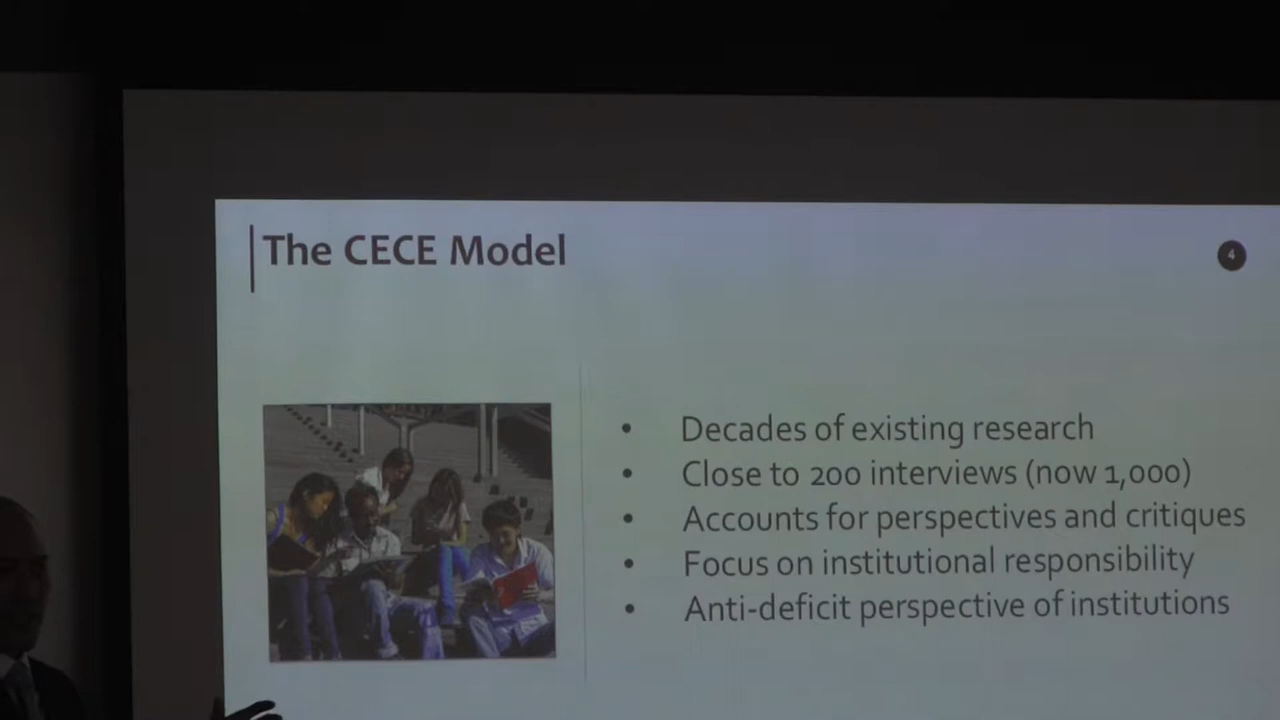 The CECE Model
4
• Decades of existing research
• Close to 200 interviews (now 1,000)
• Accounts for perspectives and critiques
• Focus on institutional responsibility
• Anti-deficit perspective of institutions